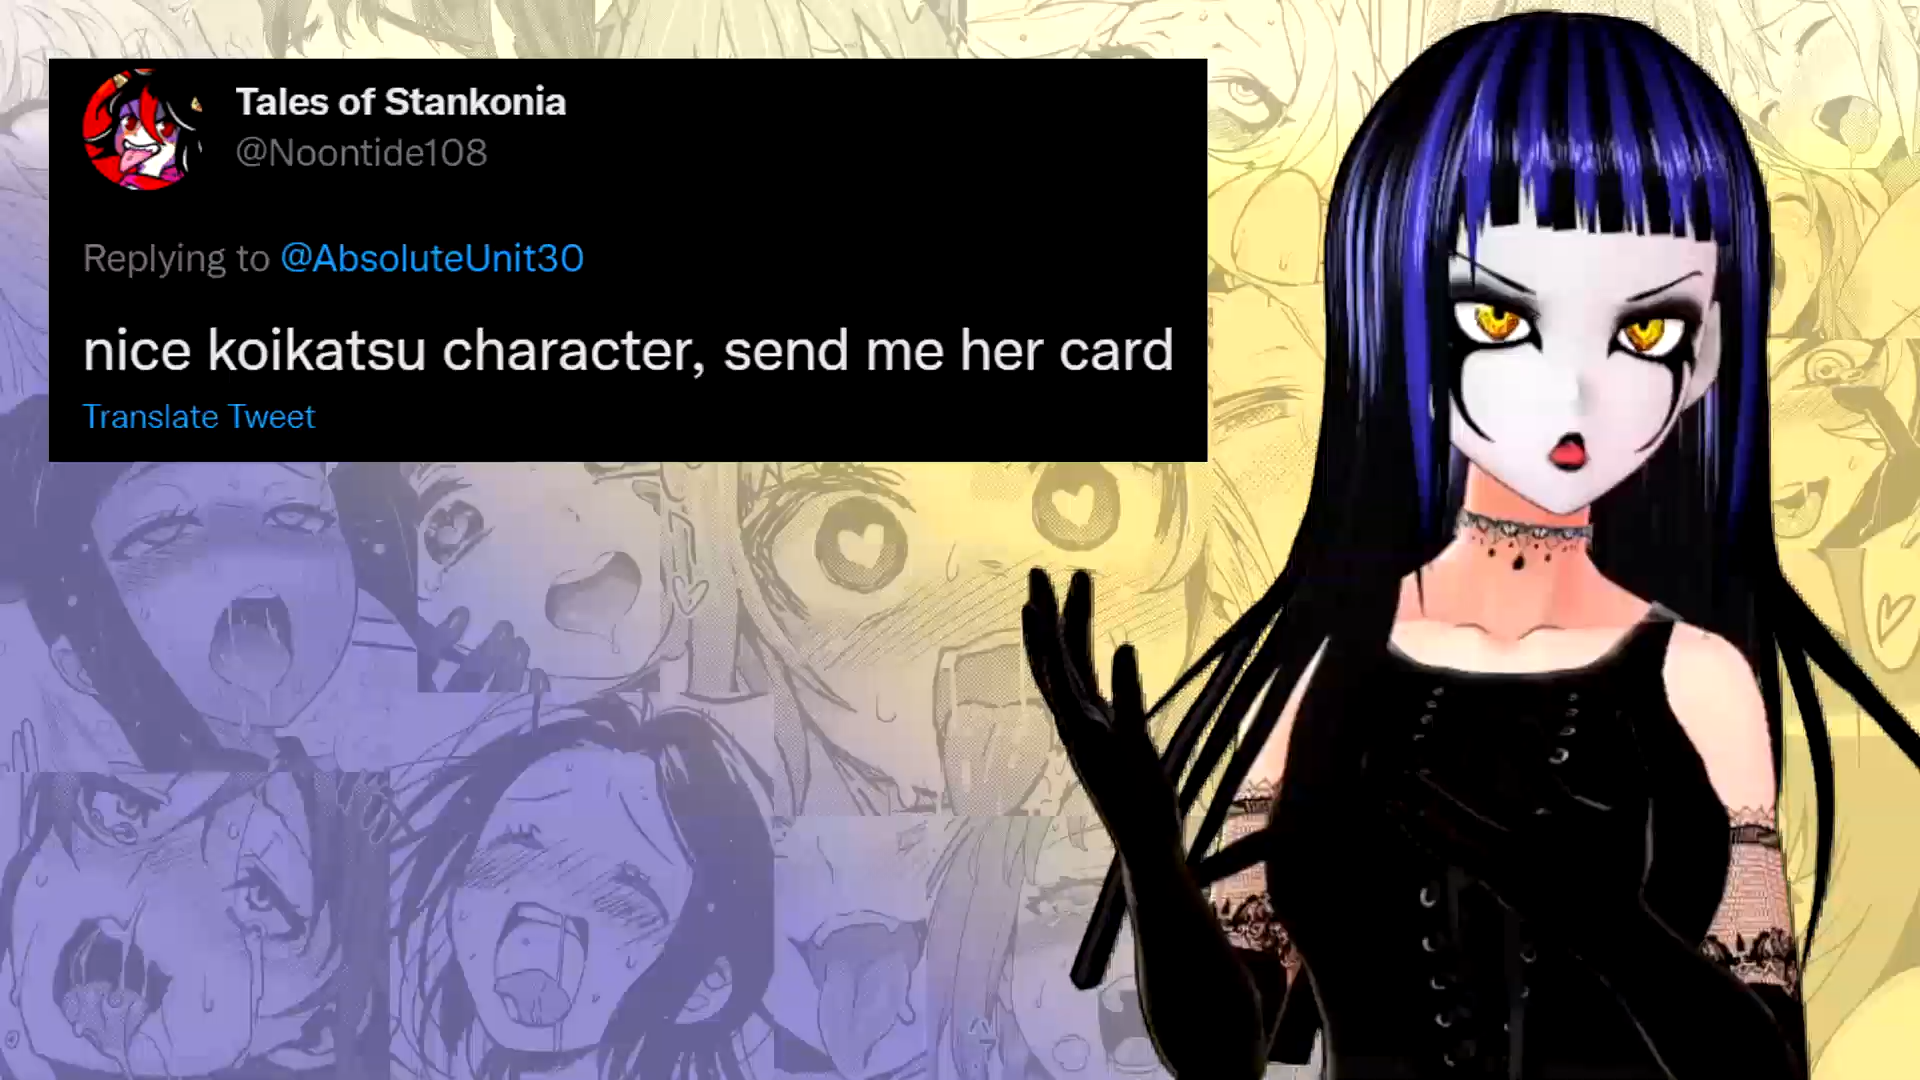 Tales of Stankonia
@Noontide108
Replying to @AbsoluteUnit30
nice koikatsu character, send me her card
Translate Tweet